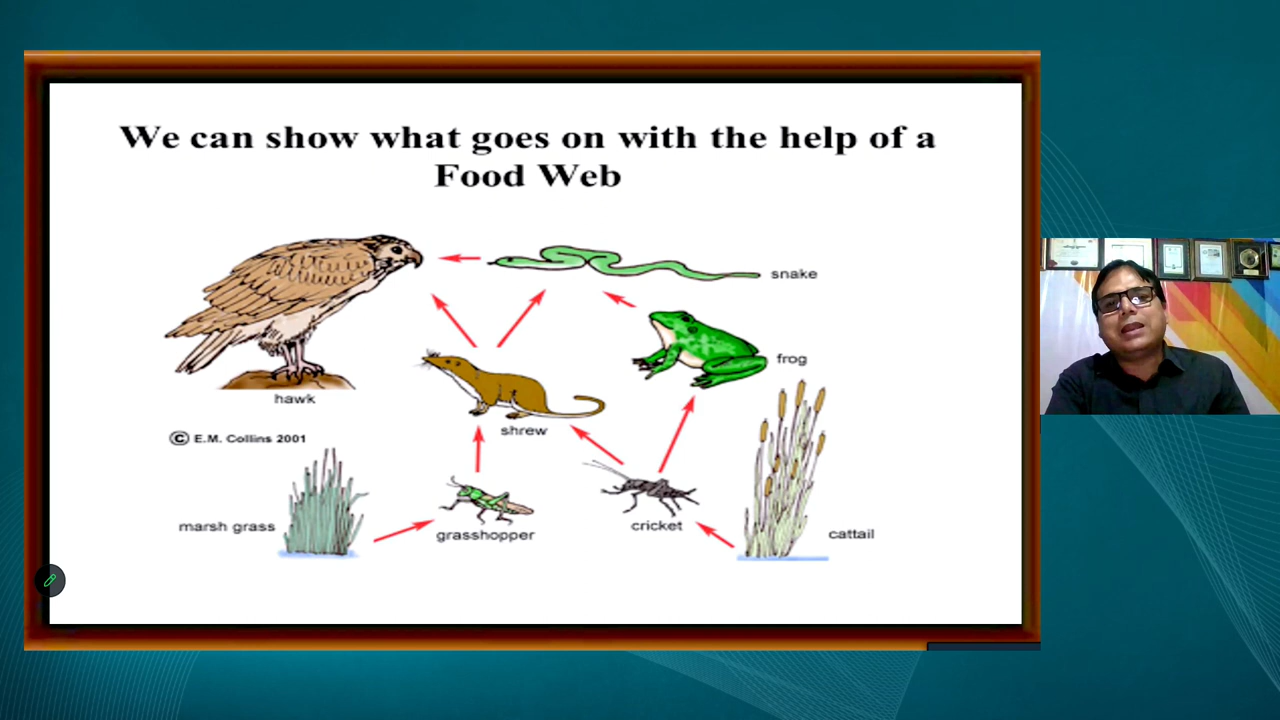 We can show what goes on with the help of a
Food Web
snake
frog
hawk
shrew
© E.M. Collins 2001
marsh grass
grasshopper
cricket
cattail